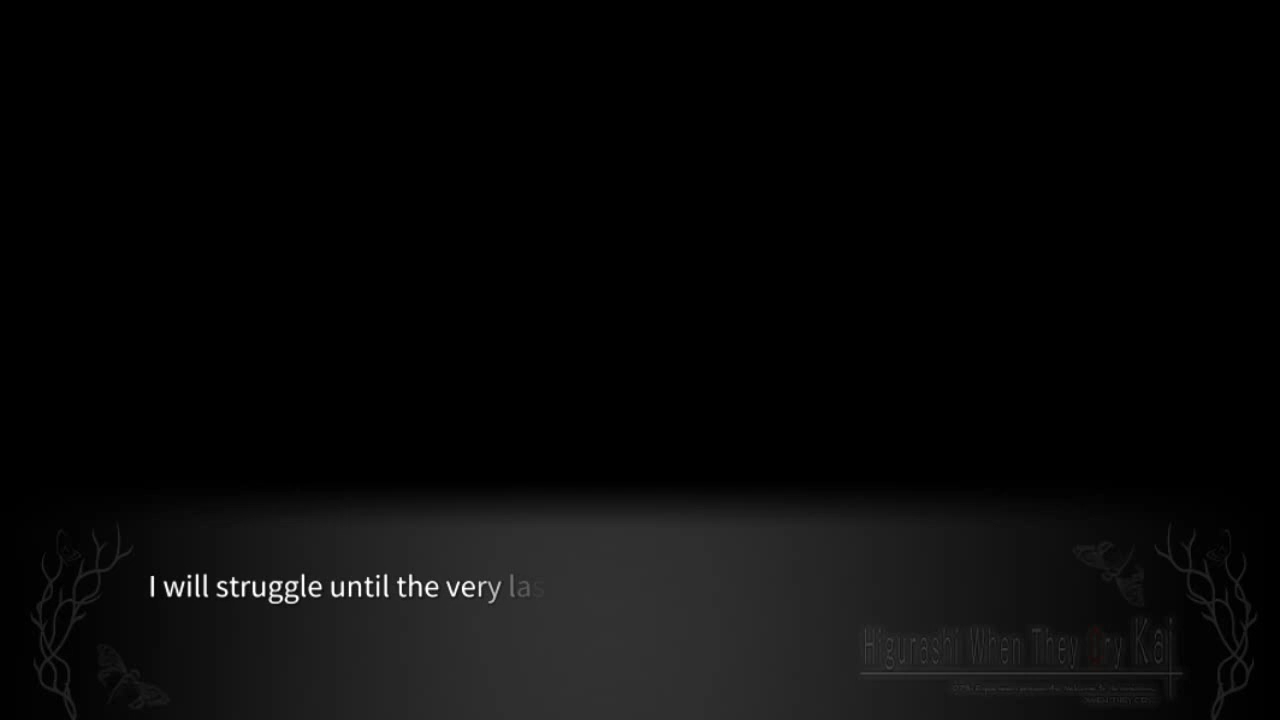 I will struggle until the very las
Higurashi When They Cry Kai